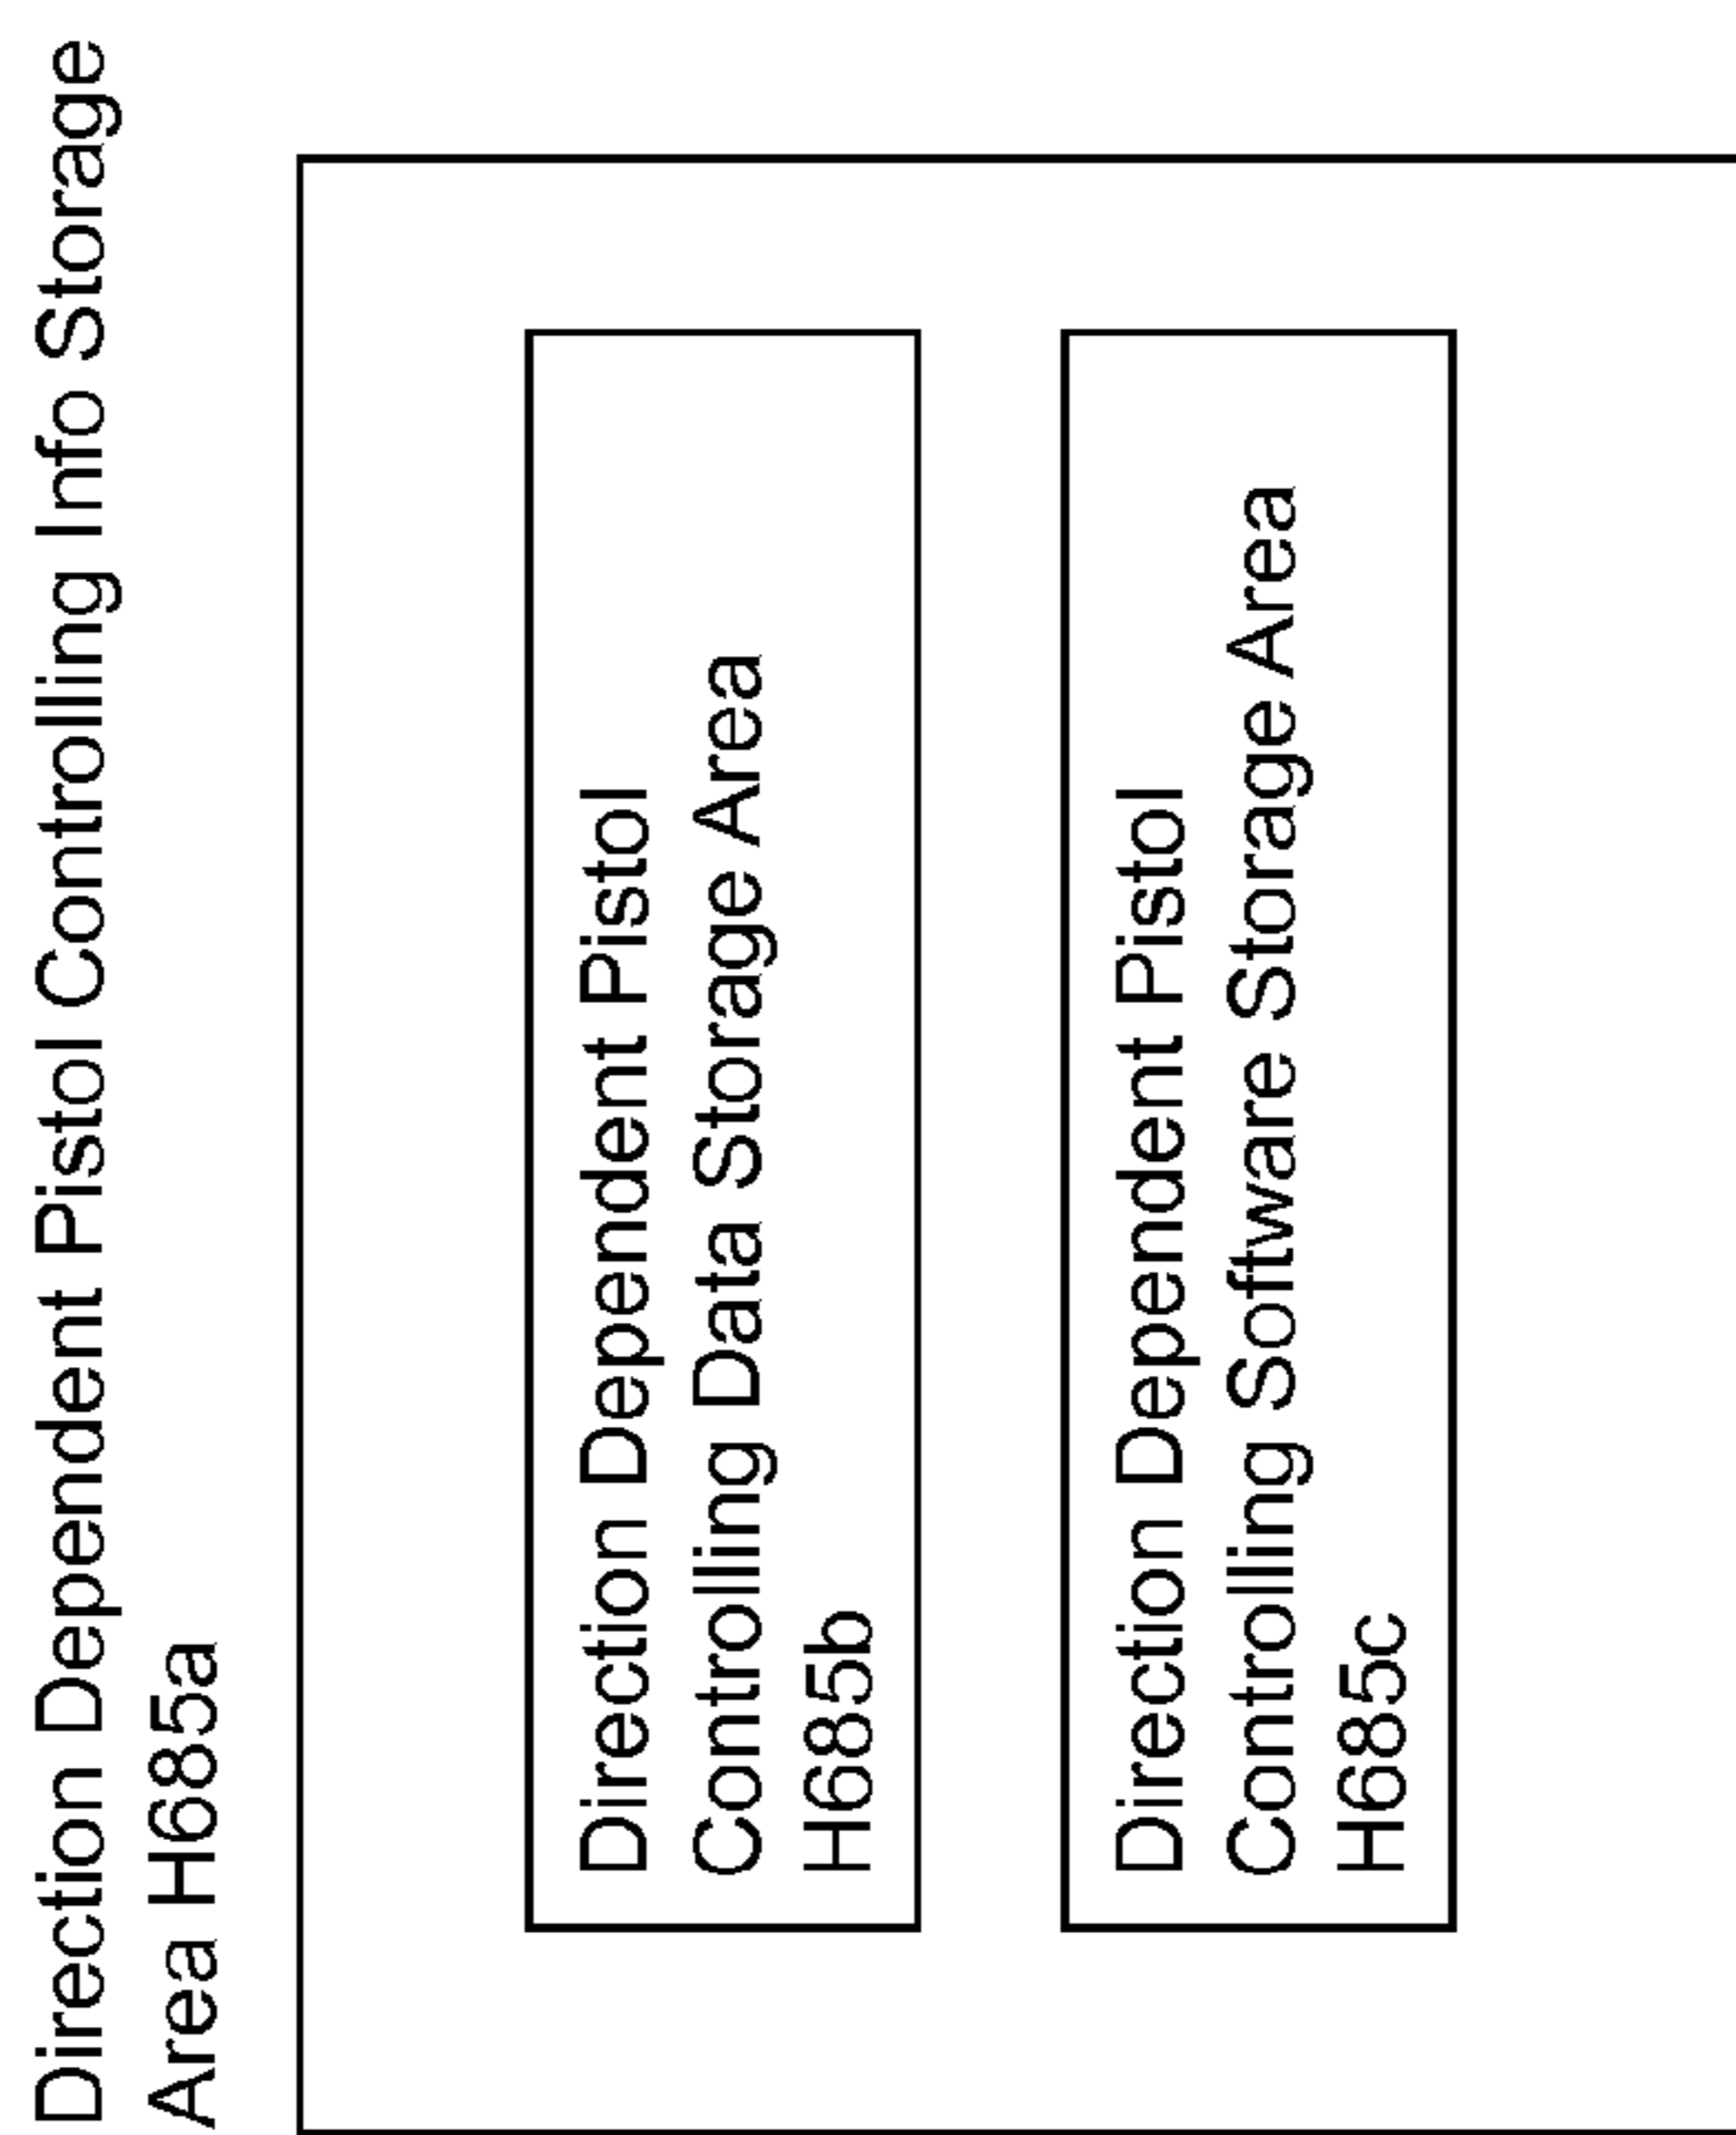 Direction Dependent Pistol Controlling Info Storage
Area H685a
Direction Dependent Pistol
Controlling Data Storage Area
H685b
Direction Dependent Pistol
Controlling Software Storage Area
H685c